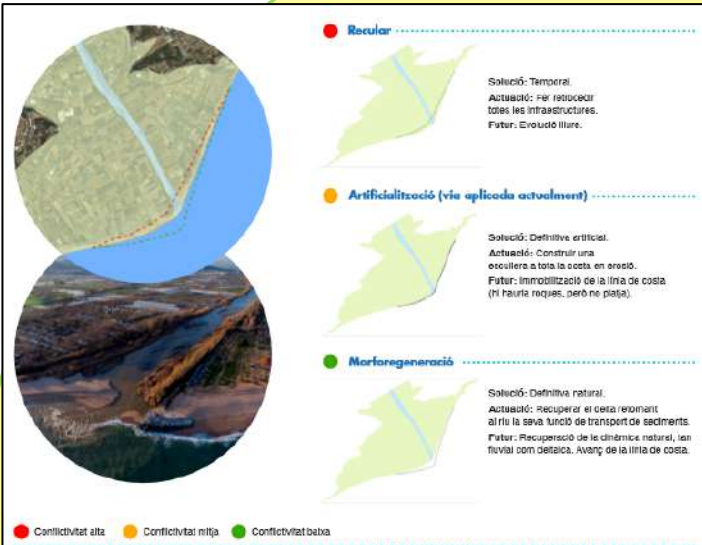 Recular
Solució: Temporal.
Actuació: Fer retrocedir
totes les infraestructures.
Futur: Evolució lliure.
Artificialització (via aplicada actualment)
Solució: Definitiva artificial.
Actuació: Construir una
escullera a tota la costa en erosió.
Futur: Immobilització de la línia de costa
(hi hauria roques, però no platja).
Morforegeneració
Solució: Definitiva natural.
Actuació: Recuperar el delta retornant
al riu la seva funció de transport de sediments.
Futur: Recuperació de la dinàmica natural, tan
fluvial com deltaica. Avanç de la línia de costa.
Conflictivitat alta
Conflictivitat mitja
Conflictivitat baixa